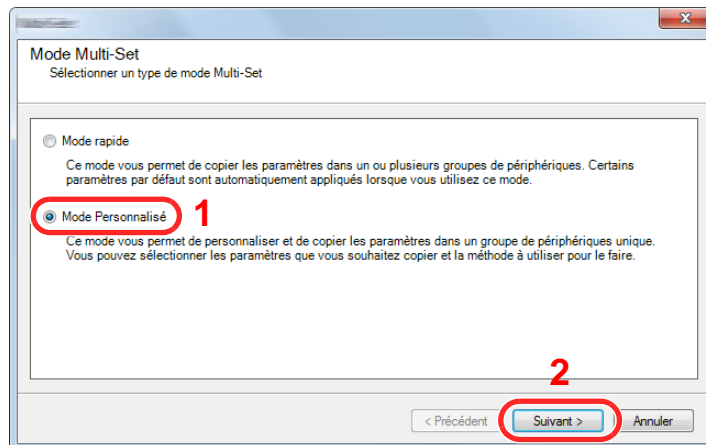 Mode Multi-Set
Sélectionner un type de mode Multi-Set
Mode rapide
Ce mode vous permet de copier les paramètres dans un ou plusieurs groupes de périphériques. Certains
paramètres par défaut sont automatiquement appliqués lorsque vous utilisez ce mode.
Mode Personnalisé 1
Ce mode vous permet de personnaliser et de copier les paramètres dans un groupe de périphériques unique.
Vous pouvez sélectionner les paramètres que vous souhaitez copier et la méthode à utiliser pour le faire.
2
< Précédent Suivant > Annuler